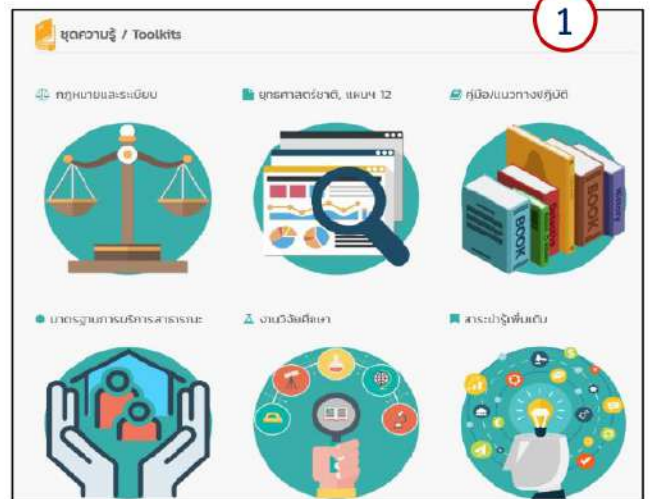 1
ชุดความรู้ / Toolkits
กฎหมายและระเบียบ
ยุทธศาสตร์ชาติ, แผนฯ 12
คู่มือ/แนวทางปฏิบัติ
BOOK
BOOK
มาตรฐานการบริการสาธารณะ
งานวิจัยศึกษา
สาระน่ารู้เพิ่มเติม